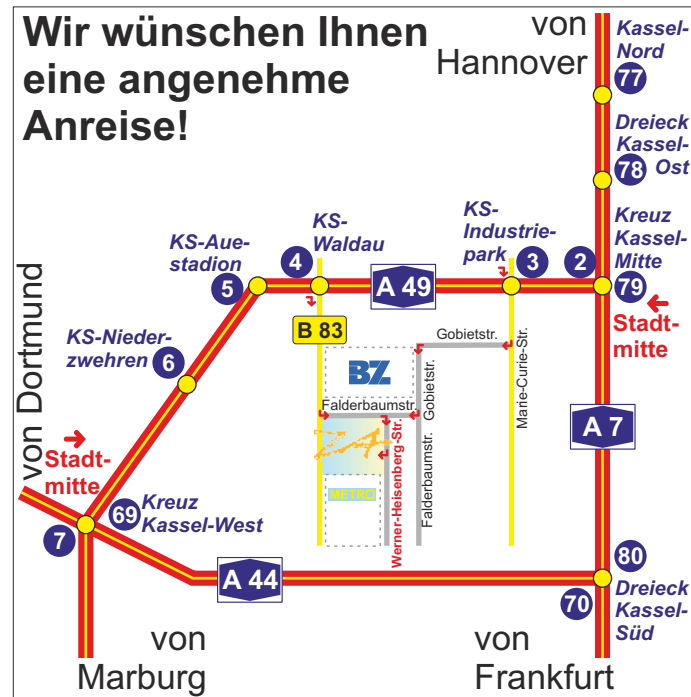 Wir wünschen Ihnen
eine angenehme
Anreise!
von
Hannover
Kassel-
Nord
77
Dreieck
Kassel-
Ost
78
Kreuz
Kassel-
Mitte
79
2
Stadt-
mitte
KS-
Industrie-
park
3
KS-
Waldau
4
A 49
KS-Aue-
stadion
5
B 83
KS-Nieder-
zwehren
6
von Dortmund
Stadt-
mitte
Gobietstr.
Gobietstr.
Marie-Curie-Str.
BZ
Falderbaumstr.
Falderbaumstr.
Werner-Heisenberg-Str.
METRO
A 7
69
Kreuz
Kassel-West
7
A 44
80
70
Dreieck
Kassel-
Süd
von
Marburg
von
Frankfurt